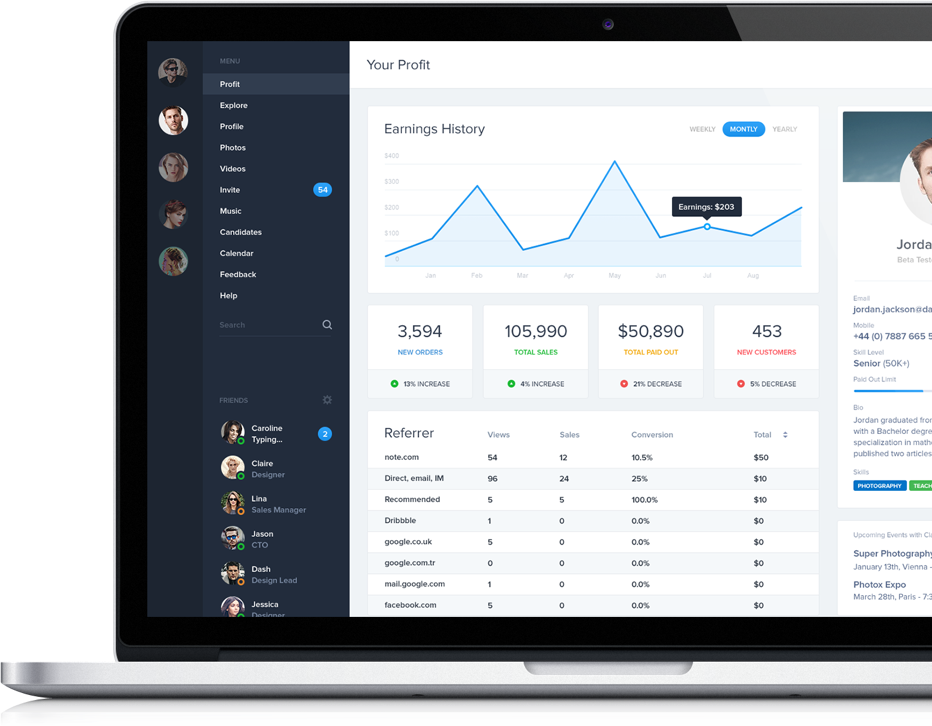 MENU
Profit
Explore
Profile
Photos
Videos
Invite 54
Music
Candidates
Calendar
Feedback
Help
Search
FRIENDS
Caroline
Typing... 2
Claire
Designer
Lina
Sales Manager
Jason
CTO
Dash
Design Lead
Jessica
Designer
Your Profit
Earnings History WEEKLY MONTLY YEARLY
$400
$300
$200
$100
0
Earnings: $203
Jan Feb Mar Apr May Jun Jul Aug
3,594
NEW ORDERS
13% INCREASE
105,990
TOTAL SALES
4% INCREASE
$50,890
TOTAL PAID OUT
21% DECREASE
453
NEW CUSTOMERS
5% DECREASE
Referrer Views Sales Conversion Total
note.com 54 12 10.5% $50
Direct, email, IM 96 24 25% $10
Recommended 5 5 100.0% $10
Dribbble 1 0 0.0% $0
google.co.uk 5 0 0.0% $0
google.com.tr 0 0 0.0% $0
mail.google.com 1 0 0.0% $0
facebook.com 5 0 0.0% $0
Jorda
Beta Test
Email
jordan.jackson@da
Mobile
+44 (0) 7887 665 5
Skill Level
Senior (50K+)
Paid Out Limit
Bio
Jordan graduated from
with a Bachelor degre
specialization in math
published two articles
Skills
PHOTOGRAPHY TEACH
Upcoming Events with Cla
Super Photography
January 13th, Vienna -
Photox Expo
March 28th, Paris - 7:3